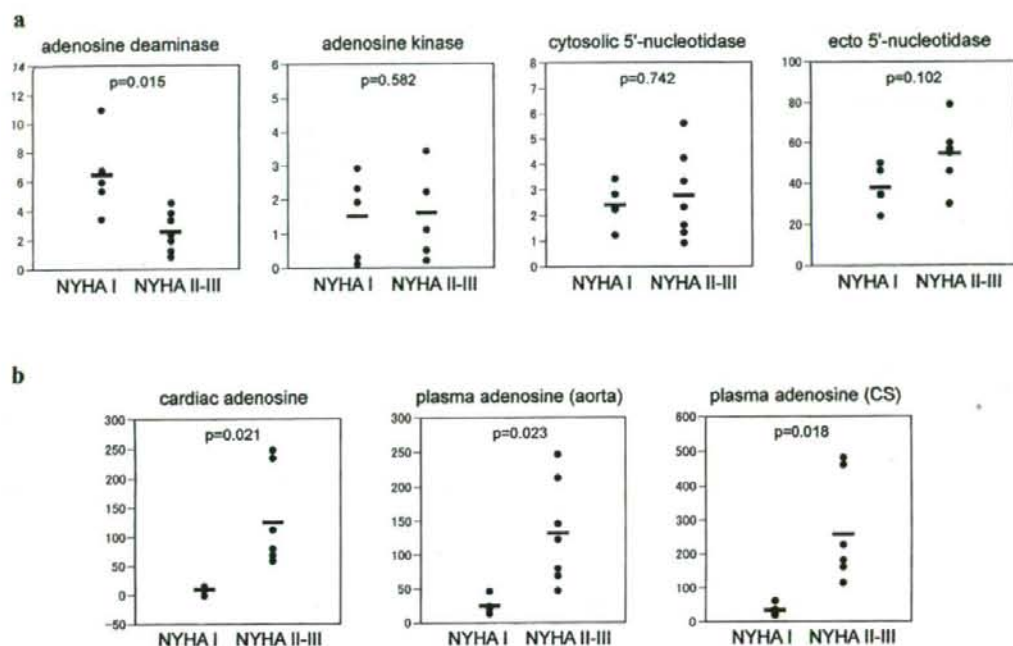 a
adenosine deaminase
adenosine kinase
cytosolic 5'-nucleotidase
ecto 5'-nucleotidase
14
12
10
8
6
4
2
0
p=0.015
NYHA I
NYHA II-III
6
5
4
3
2
1
0
p=0.582
NYHA I
NYHA II-III
8
7
6
5
4
3
2
1
0
p=0.742
NYHA I
NYHA II-III
100
80
60
40
20
0
p=0.102
NYHA I
NYHA II-III
b
cardiac adenosine
plasma adenosine (aorta)
plasma adenosine (CS)
300
250
200
150
100
50
0
-50
p=0.021
NYHA I
NYHA II-III
300
250
200
150
100
50
0
p=0.023
NYHA I
NYHA II-III
600
500
400
300
200
100
0
p=0.018
NYHA I
NYHA II-III